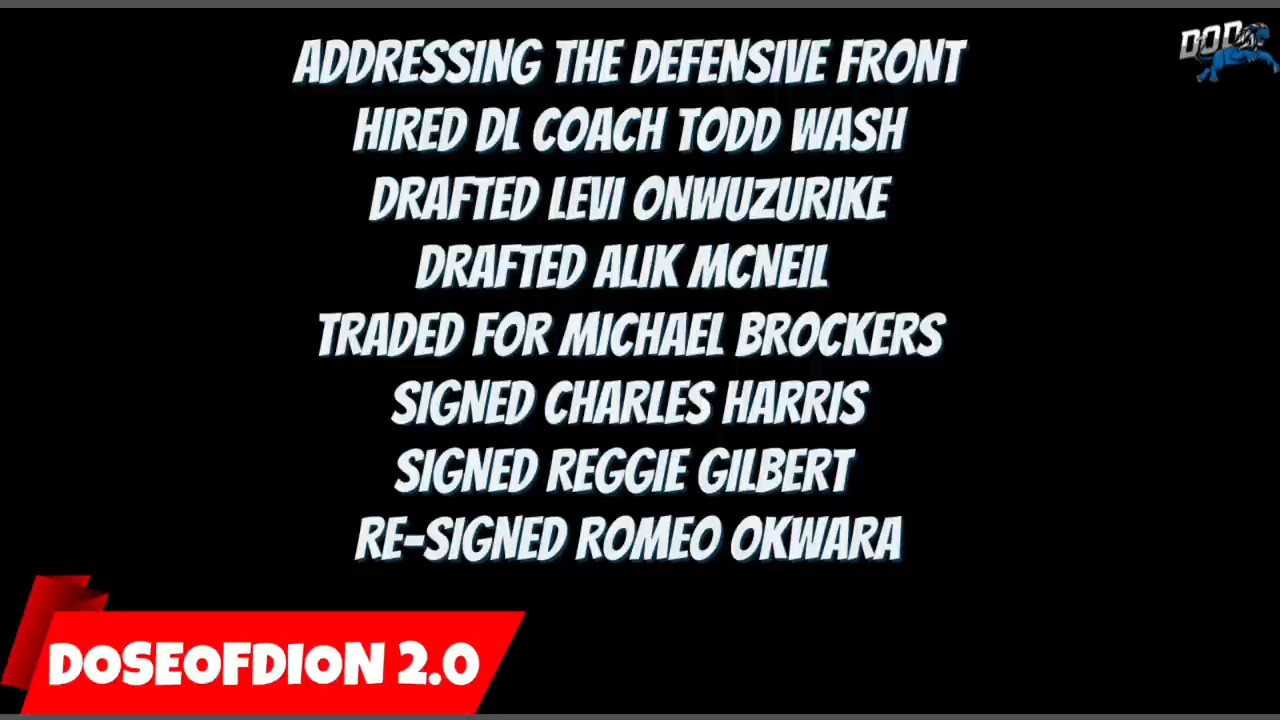 ADDRESSING THE DEFENSIVE FRONT
HIRED DL COACH TODD WASH
DRAFTED LEVI ONWUZURIKE
DRAFTED ALIK MCNEIL
TRADED FOR MICHAEL BROCKERS
SIGNED CHARLES HARRIS
SIGNED REGGIE GILBERT
RE-SIGNED ROMEO OKWARA
DOSEOFDION 2.0
DOD